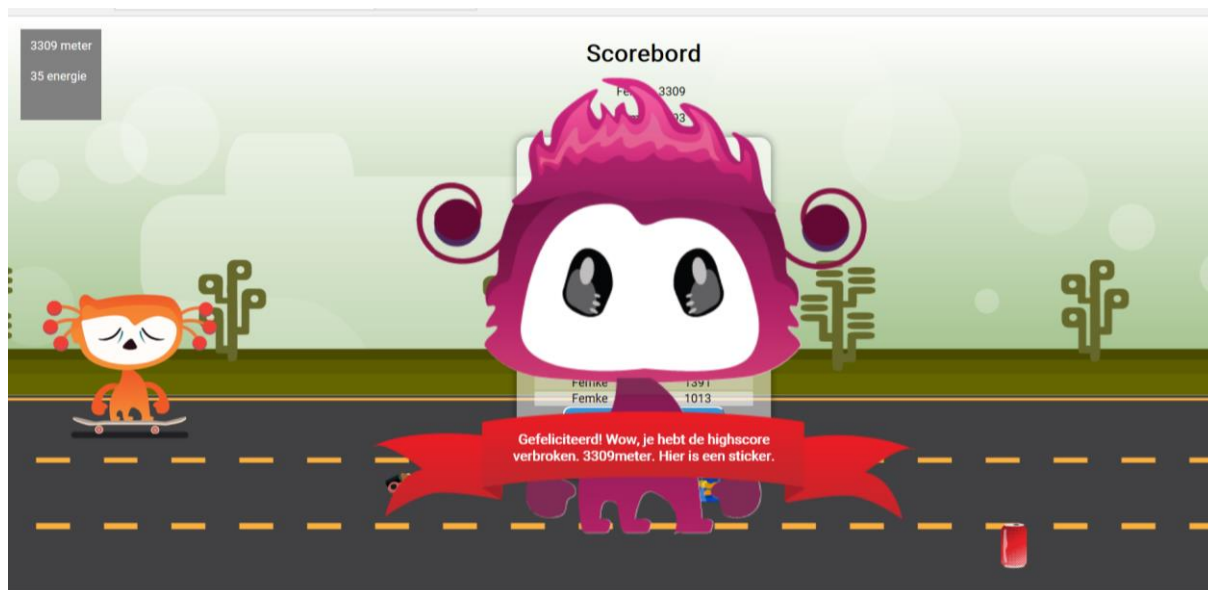 3309 meter
35 energie
Scorebord
3309
Femke 1391
Femke 1013
Gefeliciteerd! Wow, je hebt de highscore
verbroken. 3309meter. Hier is een sticker.